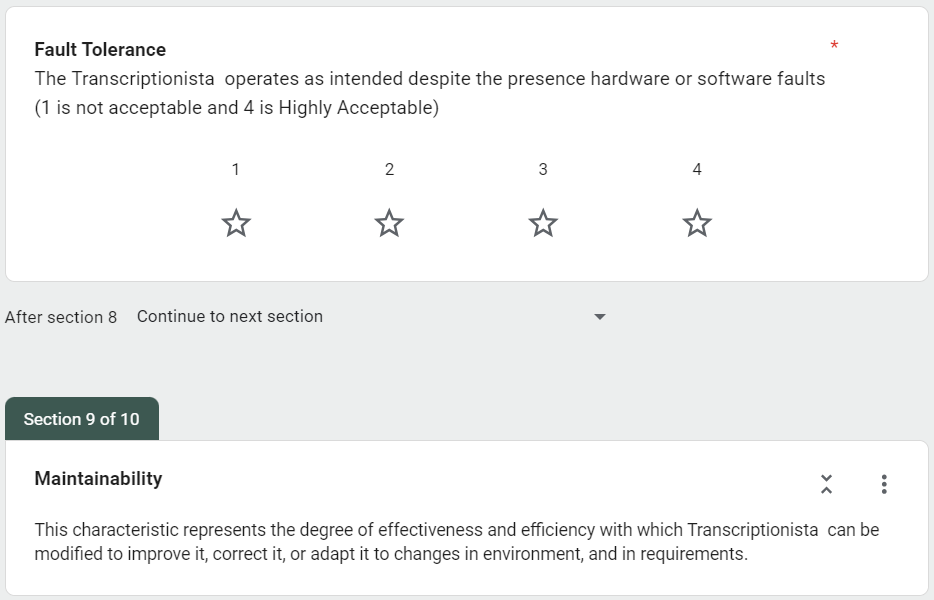 Fault Tolerance *
The Transcriptionista  operates as intended despite the presence hardware or software faults
(1 is not acceptable and 4 is Highly Acceptable)
1 2 3 4
After section 8 Continue to next section
Section 9 of 10
Maintainability
This characteristic represents the degree of effectiveness and efficiency with which Transcriptionista  can be
modified to improve it, correct it, or adapt it to changes in environment, and in requirements.